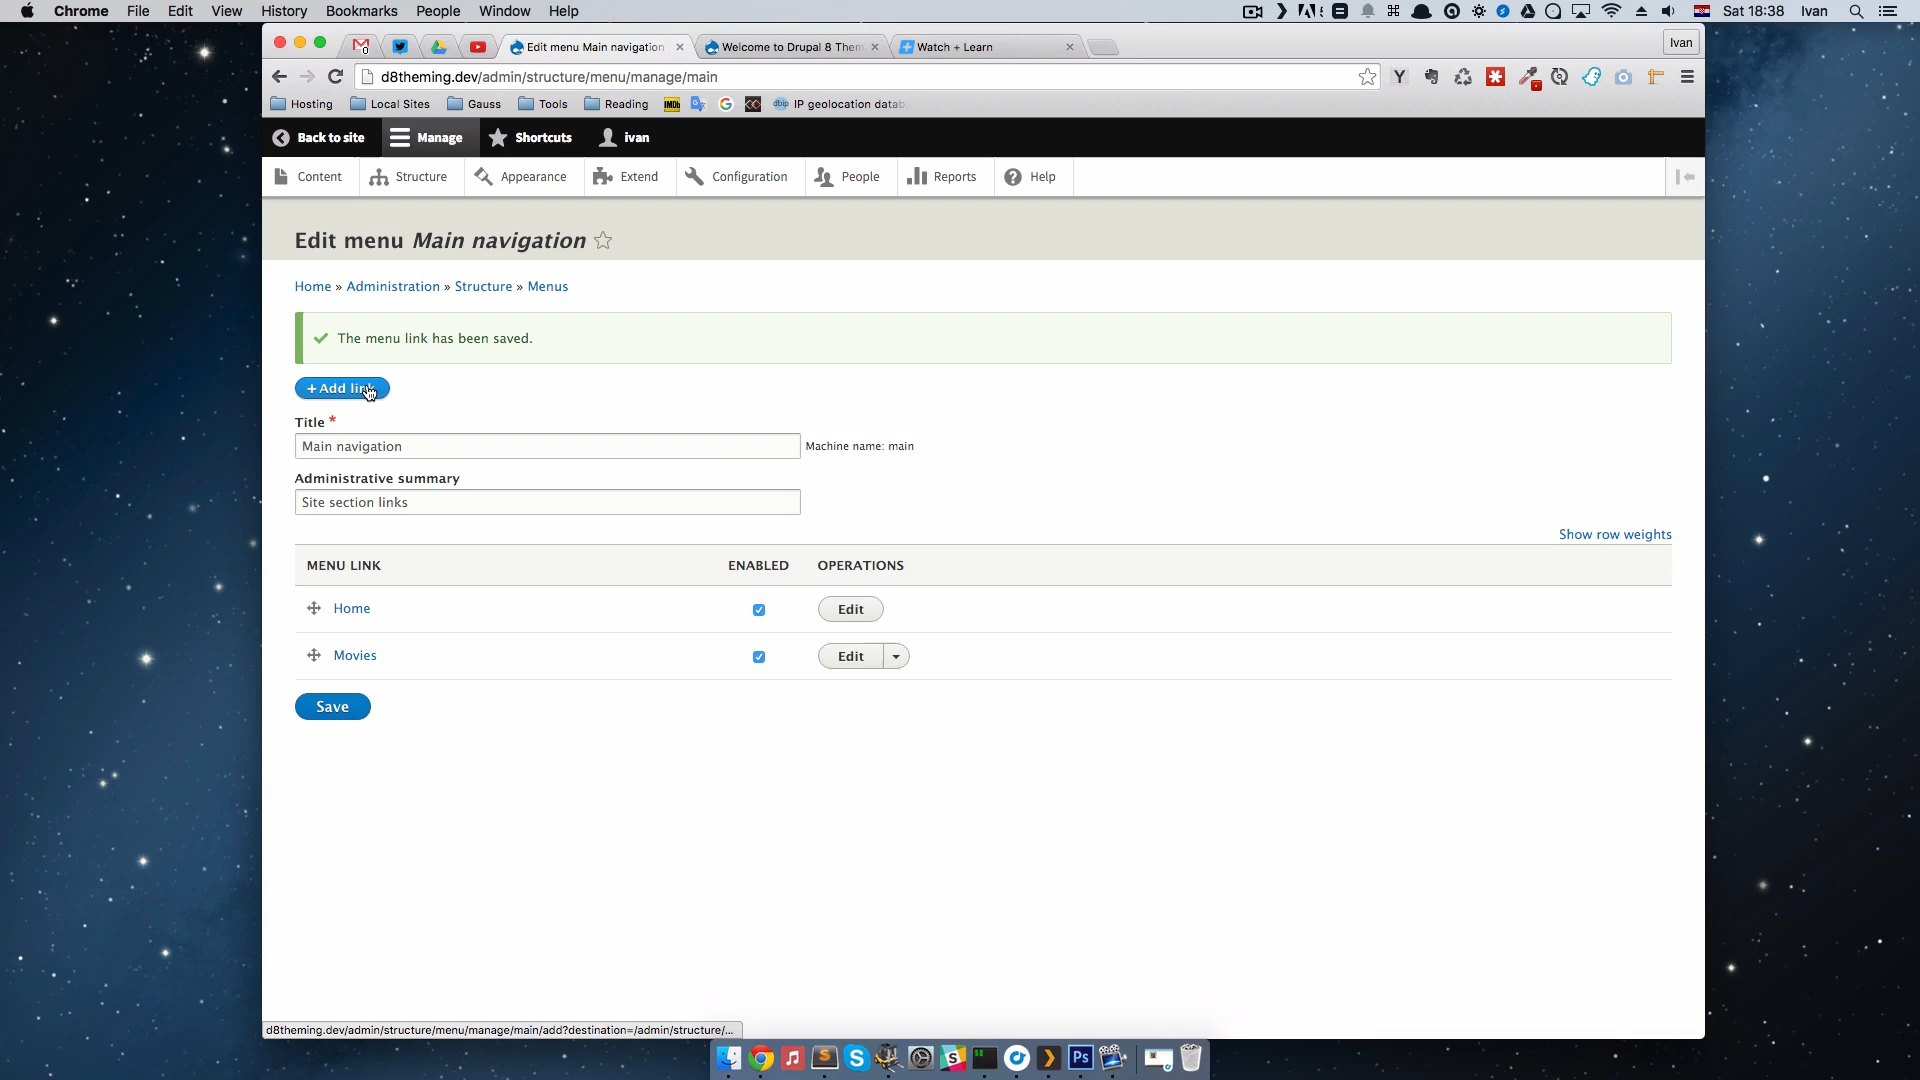 Chrome File Edit View History Bookmarks People Window Help
Sat 18:38 Ivan
Edit menu Main navigation
Welcome to Drupal 8 Them
Watch + Learn
Ivan
d8theming.dev/admin/structure/menu/manage/main
Hosting Local Sites Gauss Tools Reading IMDb dbip IP geolocation datab
Back to site Manage Shortcuts ivan
Content Structure Appearance Extend Configuration People Reports Help
Edit menu Main navigation
Home » Administration » Structure » Menus
The menu link has been saved.
+ Add link
Title *
Main navigation
Machine name: main
Administrative summary
Site section links
Show row weights
MENU LINK ENABLED OPERATIONS
Home Edit
Movies Edit
Save
d8theming.dev/admin/structure/menu/manage/main/add?destination=/admin/structure/...
Ps